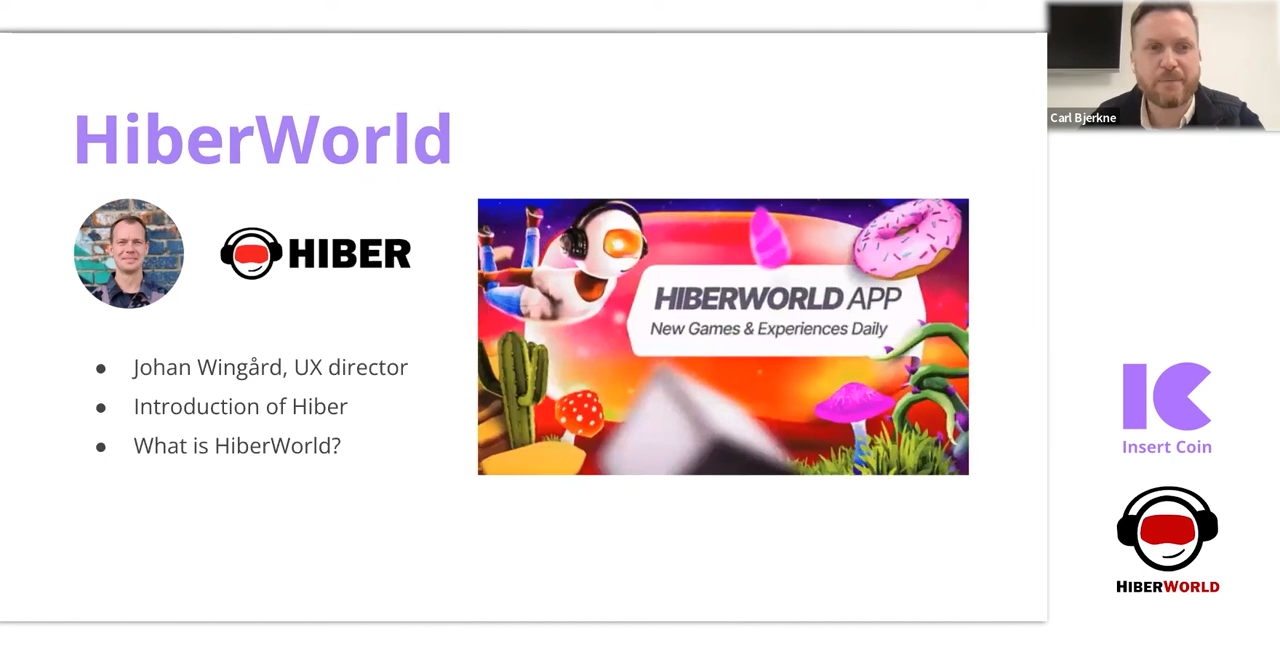 HiberWorld
HIBER
● Johan Wingård, UX director
● Introduction of Hiber
● What is HiberWorld?
HIBERWORLD APP
New Games & Experiences Daily
Carl Bjerkne
Insert Coin
HIBERWORLD